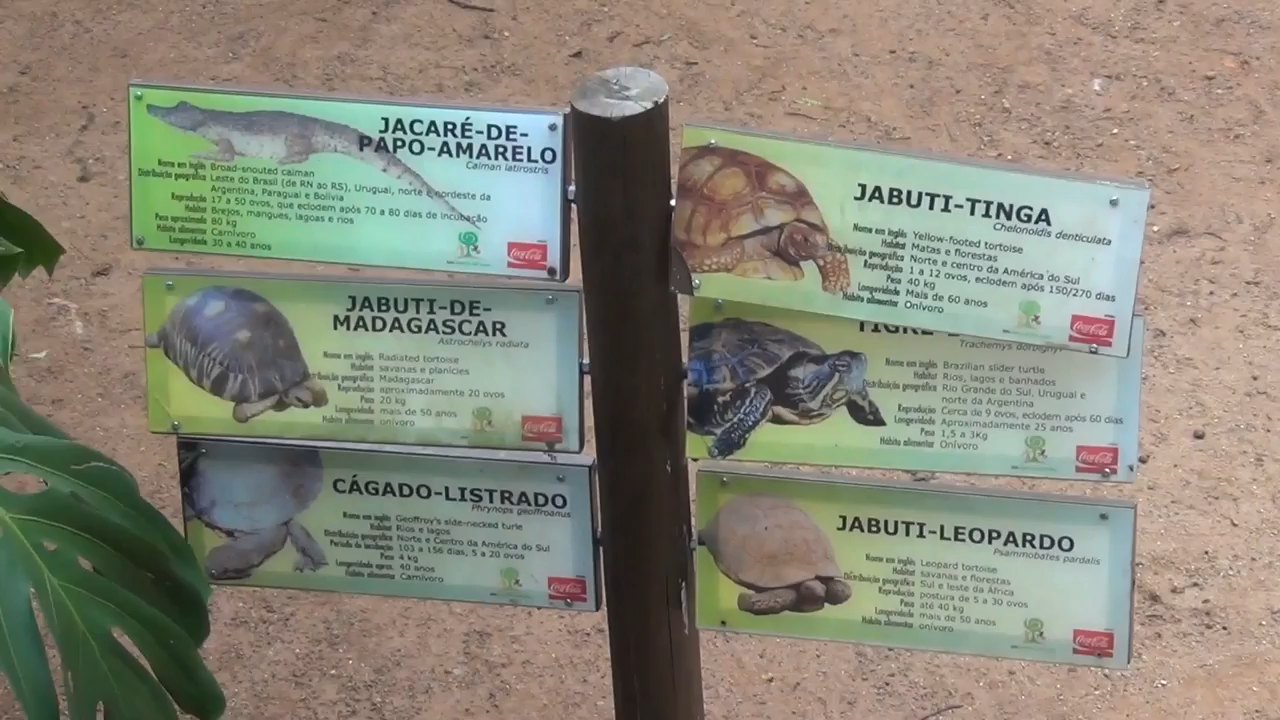 JACARÉ-DE-
PAPO-AMARELO
Caiman latirostris
Nome em inglês Broad-snouted caiman
Distribuição geográfica Leste do Brasil (de RN ao RS), Uruguai, norte e nordeste da
Argentina, Paraguai e Bolívia
Reprodução 17 a 50 ovos, que eclodem após 70 a 80 dias de incubação
Habitat Brejos, mangues, lagoas e rios
Peso aproximado 80 kg
Hábito alimentar Carnívoro
Longevidade 30 a 40 anos
Coca-Cola
JABUTI-DE-
MADAGASCAR
Astrochelys radiata
Nome em inglês Radiated tortoise
Habitat savanas e planícies
Distribuição geográfica Madagascar
Reprodução aproximadamente 20 ovos
Peso 20 kg
Longevidade mais de 50 anos
Hábito alimentar onívoro
Coca-Cola
CÁGADO-LISTRADO
Phrynops geoffroanus
Nome em inglês Geoffroy's side-necked turtle
Habitat Rios e lagos
Distribuição geográfica Norte e Centro da América do Sul
Período de incubação 103 a 156 dias, 5 a 20 ovos
Peso 4 kg
Longevidade aprox. 40 anos
Hábito alimentar Carnívoro
Coca-Cola
JABUTI-TINGA
Chelonoidis denticulata
Nome em inglês Yellow-footed tortoise
Habitat Matas e florestas
Distribuição geográfica Norte e centro da América do Sul
Reprodução 1 a 12 ovos, eclodem após 150/270 dias
Peso 40 kg
Longevidade Mais de 60 anos
Hábito alimentar Onívoro
Coca-Cola
TIGRE-
Trachemys dorbignyi
Nome em inglês Brazilian slider turtle
Habitat Rios, lagos e banhados
Distribuição geográfica Rio Grande do Sul, Uruguai e
norte da Argentina
Reprodução Cerca de 9 ovos, eclodem após 60 dias
Longevidade Aproximadamente 25 anos
Peso 1,5 a 3Kg
Hábito alimentar Onívoro
Coca-Cola
JABUTI-LEOPARDO
Psammobates pardalis
Nome em inglês Leopard tortoise
Habitat savanas e florestas
Distribuição geográfica Sul e leste da África
Reprodução postura de 5 a 30 ovos
Peso até 40 kg
Longevidade mais de 50 anos
Hábito alimentar onívoro
Coca-Cola